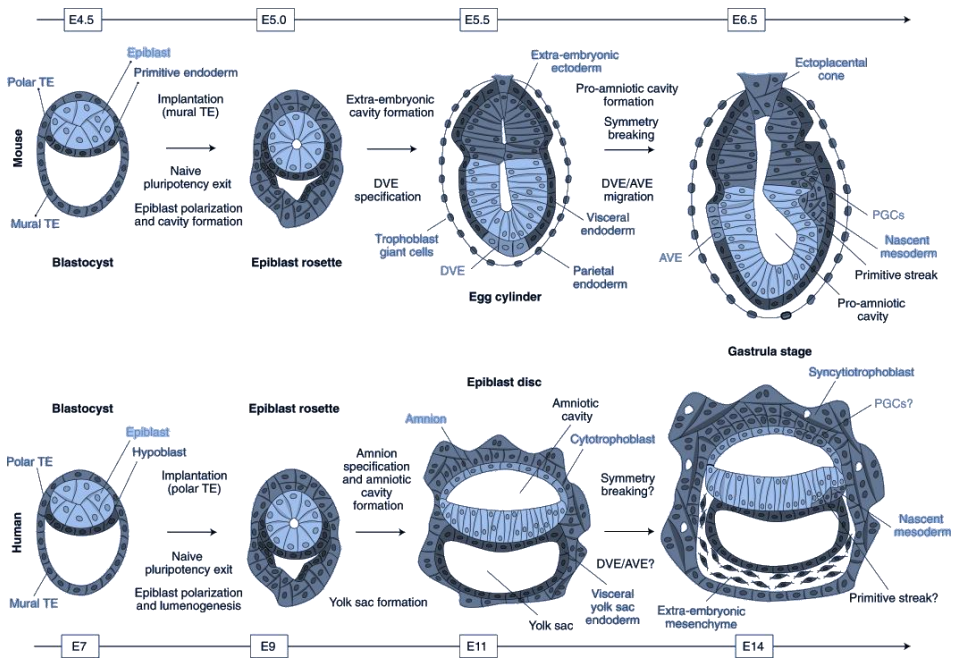 E4.5
E5.0
E5.5
E6.5
Mouse
Polar TE
Epiblast
Primitive endoderm
Mural TE
Blastocyst
Implantation
(mural TE)
Naive
pluripotency exit
Epiblast polarization
and cavity formation
Epiblast rosette
Extra-embryonic
cavity formation
DVE
specification
Extra-embryonic
ectoderm
Trophoblast
giant cells
DVE
Visceral
endoderm
Parietal
endoderm
Egg cylinder
Pro-amniotic cavity
formation
Symmetry
breaking
DVE/AVE
migration
Ectoplacental
cone
AVE
PGCs
Nascent
mesoderm
Primitive streak
Pro-amniotic
cavity
Gastrula stage
Human
Blastocyst
Polar TE
Epiblast
Hypoblast
Mural TE
Implantation
(polar TE)
Naive
pluripotency exit
Epiblast polarization
and lumenogenesis
Epiblast rosette
Amnion
specification
and amniotic
cavity
formation
Yolk sac formation
Epiblast disc
Amnion
Amniotic
cavity
Cytotrophoblast
Visceral
yolk sac
endoderm
Yolk sac
Symmetry
breaking?
DVE/AVE?
Syncytiotrophoblast
PGCs?
Nascent
mesoderm
Primitive streak?
Extra-embryonic
mesenchyme
E7
E9
E11
E14